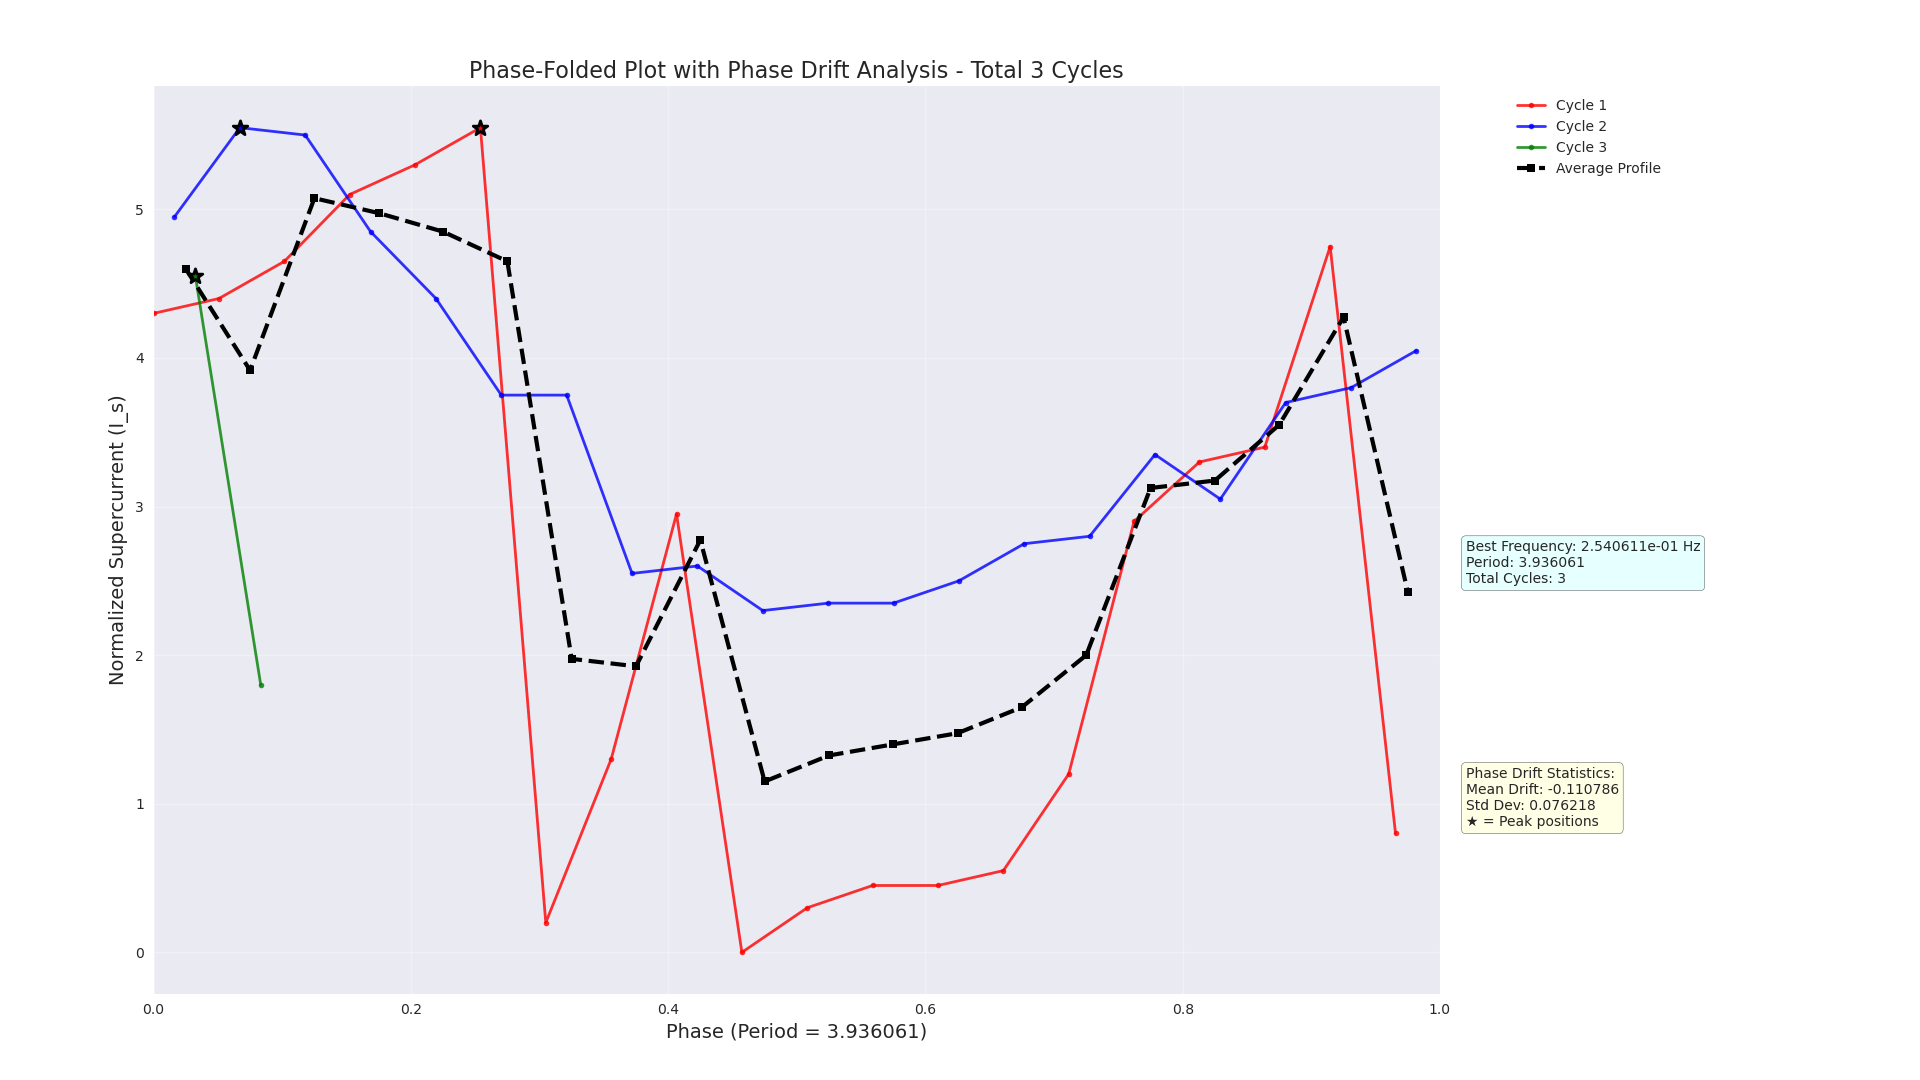 Phase-Folded Plot with Phase Drift Analysis - Total 3 Cycles
Cycle 1
Cycle 2
Cycle 3
Average Profile
Normalized Supercurrent (I_s)
5
4
3
2
1
0
0.0 0.2 0.4 0.6 0.8 1.0
Phase (Period = 3.936061)
Best Frequency: 2.540611e-01 Hz
Period: 3.936061
Total Cycles: 3
Phase Drift Statistics:
Mean Drift: -0.110786
Std Dev: 0.076218
★ = Peak positions